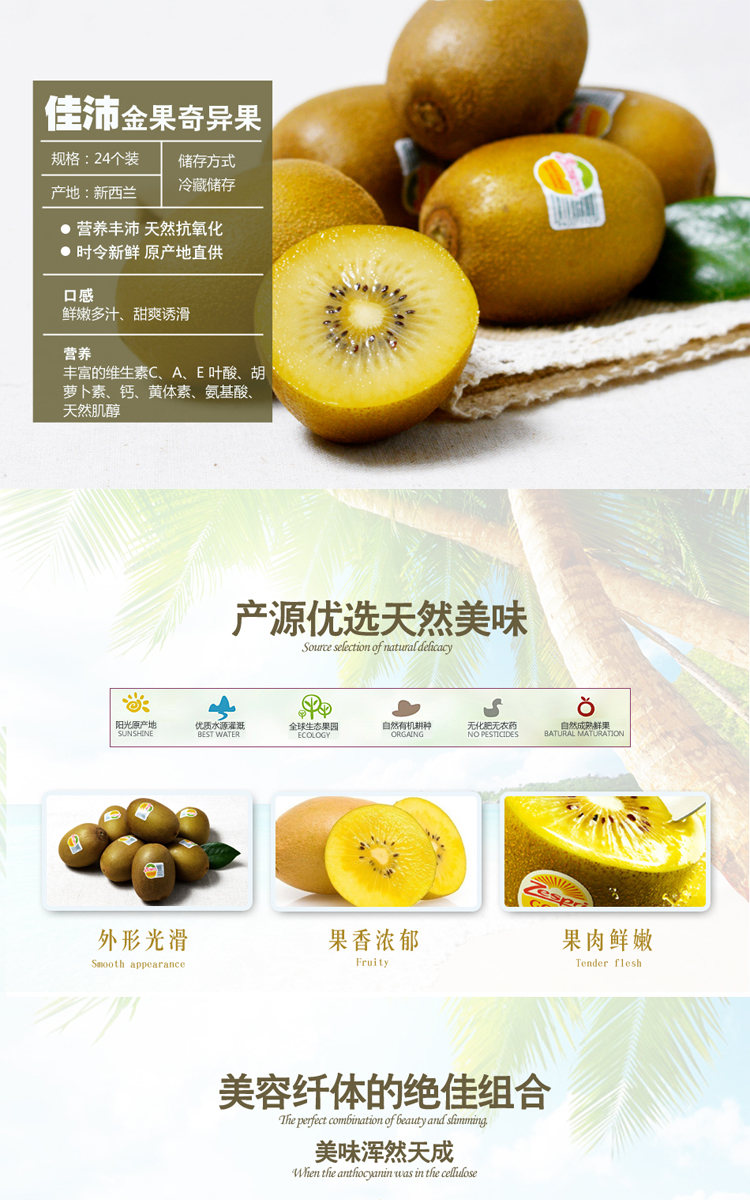 佳沛金果奇异果
规格：24个装
产地：新西兰
储存方式
冷藏储存
● 营养丰沛 天然抗氧化
● 时令新鲜 原产地直供
口感
鲜嫩多汁、甜爽诱滑
营养
丰富的维生素C、A、E 叶酸、胡
萝卜素、钙、黄体素、氨基酸、
天然肌醇
产源优选天然美味
Source selection of natural delicacy
阳光原产地
SUNSHINE
优质水源灌溉
BEST WATER
全球生态果园
ECOLOGY
自然有机耕种
ORGAING
无化肥无农药
NO PESTICIDES
自然成熟鲜果
BATURAL MATURATION
Zespri
外形光滑
Smooth appearance
果香浓郁
Fruity
果肉鲜嫩
Tender flesh
美容纤体的绝佳组合
The perfect combination of beauty and slimming.
美味浑然天成
When the anthocyanin was in the cellulose